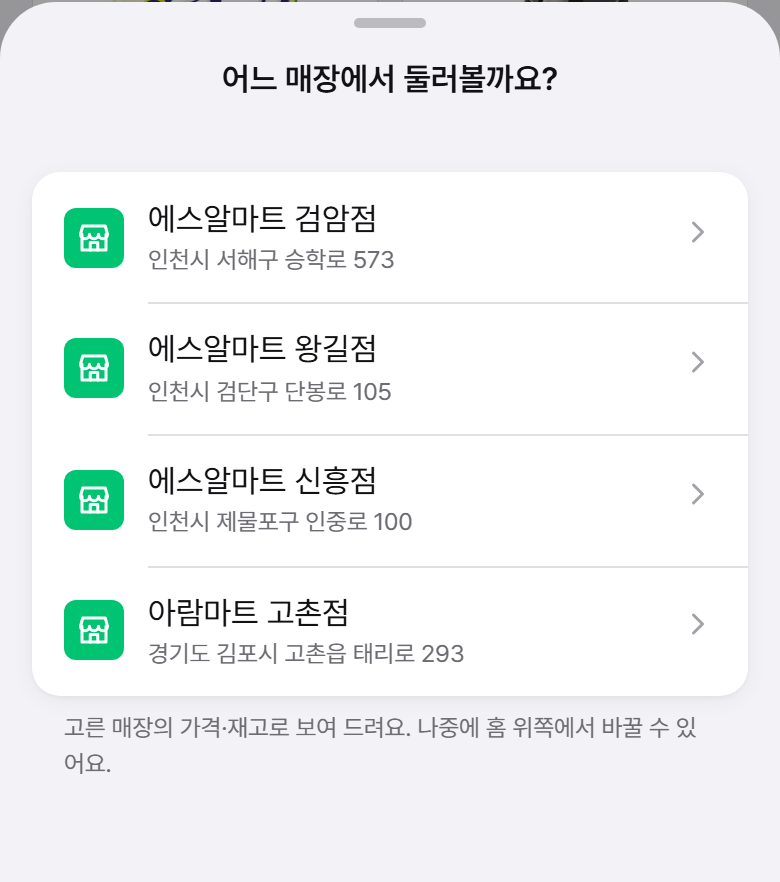 어느 매장에서 둘러볼까요?
에스알마트 검암점
인천시 서해구 승학로 573
에스알마트 왕길점
인천시 검단구 단봉로 105
에스알마트 신흥점
인천시 제물포구 인중로 100
아람마트 고촌점
경기도 김포시 고촌읍 태리로 293
고른 매장의 가격·재고로 보여 드려요. 나중에 홈 위쪽에서 바꿀 수 있
어요.